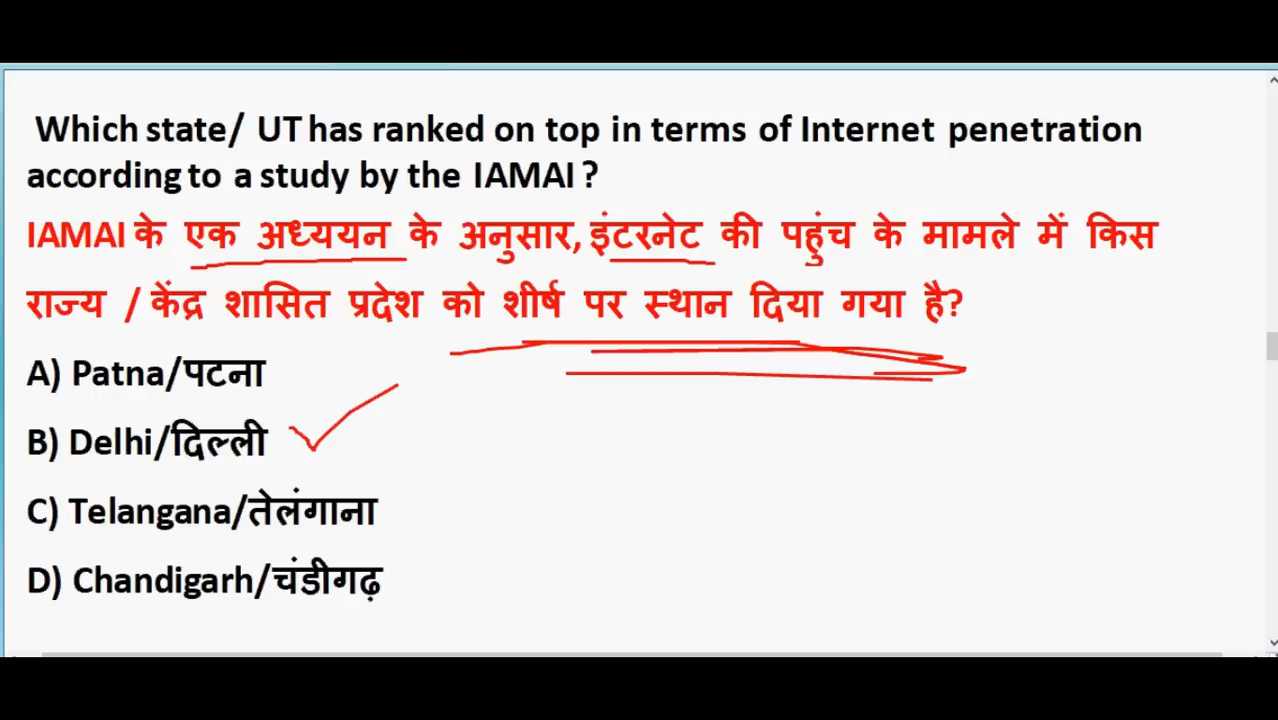 Which state/ UT has ranked on top in terms of Internet penetration
according to a study by the IAMAI ?
IAMAI के एक अध्ययन के अनुसार, इंटरनेट की पहुंच के मामले में किस
राज्य / केंद्र शासित प्रदेश को शीर्ष पर स्थान दिया गया है?
A) Patna/पटना
B) Delhi/दिल्ली
C) Telangana/तेलंगाना
D) Chandigarh/चंडीगढ़